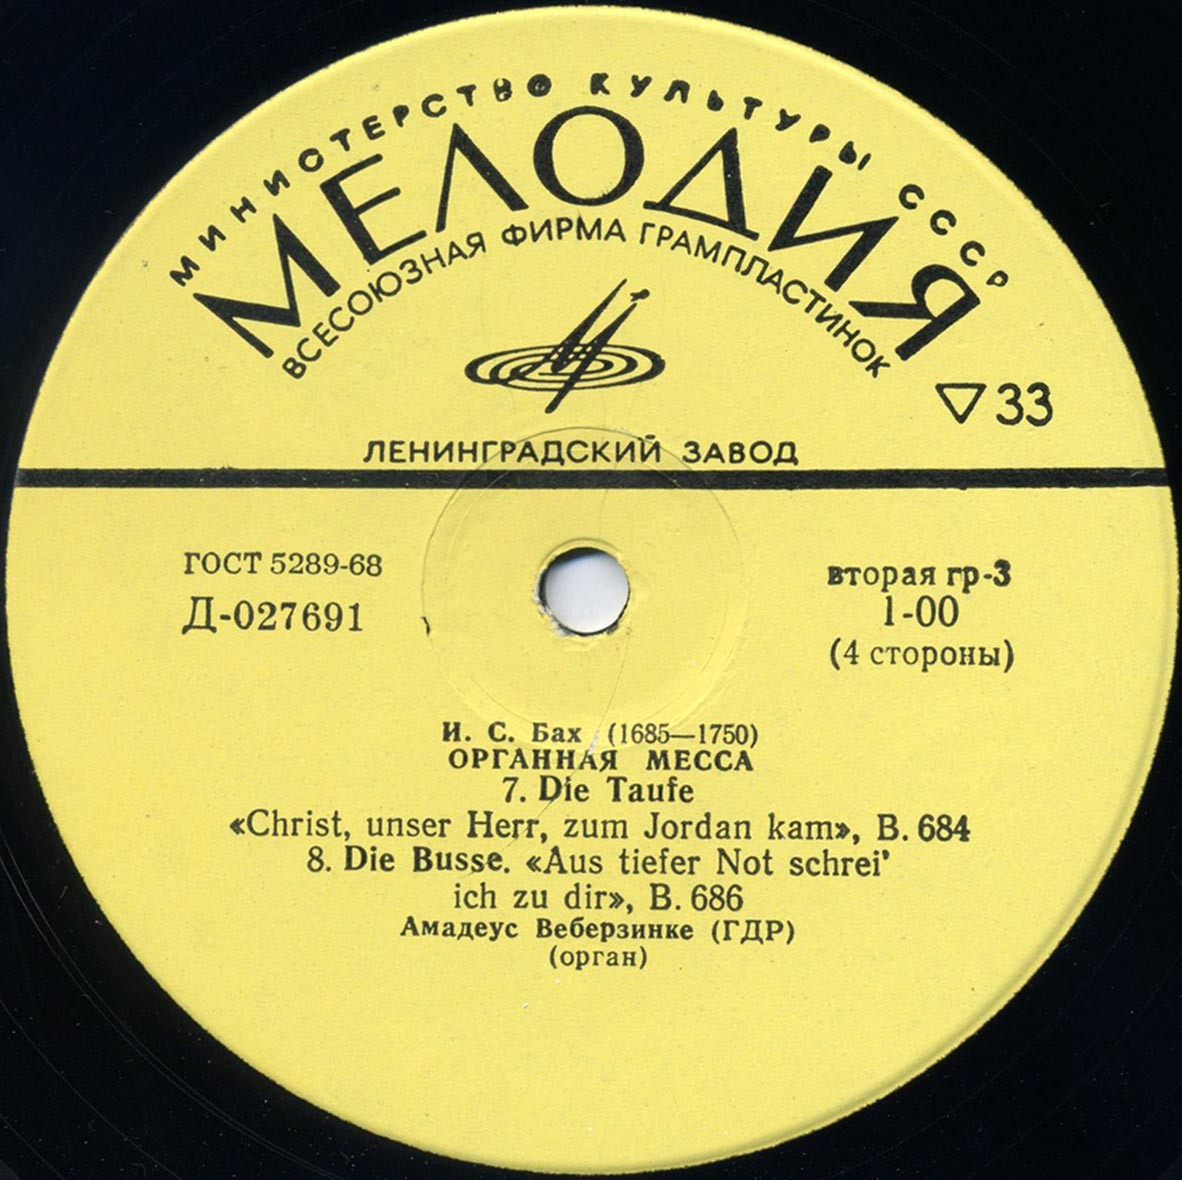 МИНИСТЕРСТВО КУЛЬТУРЫ СССР
МЕЛОДИЯ
ВСЕСОЮЗНАЯ ФИРМА ГРАМПЛАСТИНОК
33
ЛЕНИНГРАДСКИЙ ЗАВОД
ГОСТ 5289-68
Д-027691
вторая гр-3
1-00
(4 стороны)
И. С. Бах (1685—1750)
ОРГАННАЯ МЕССА
7. Die Taufe
«Christ, unser Herr, zum Jordan kam», B. 684
8. Die Busse. «Aus tiefer Not schrei'
ich zu dir», B. 686
Амадеус Веберзинке (ГДР)
(орган)